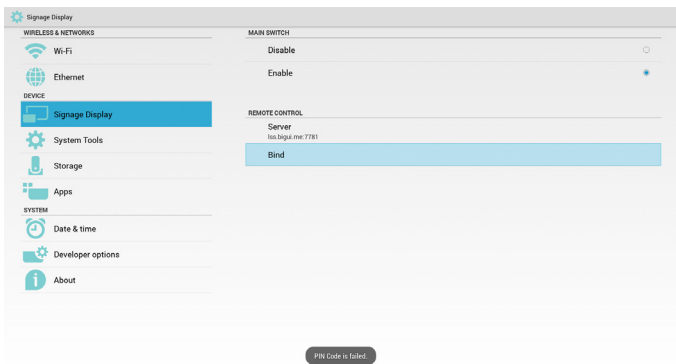 Signage Display
WIRELESS & NETWORKS
Wi-Fi
Ethernet
DEVICE
Signage Display
System Tools
Storage
Apps
SYSTEM
Date & time
Developer options
About
MAIN SWITCH
Disable
Enable
REMOTE CONTROL
Server
lss.bigui.me:7781
Bind
PIN Code is failed.